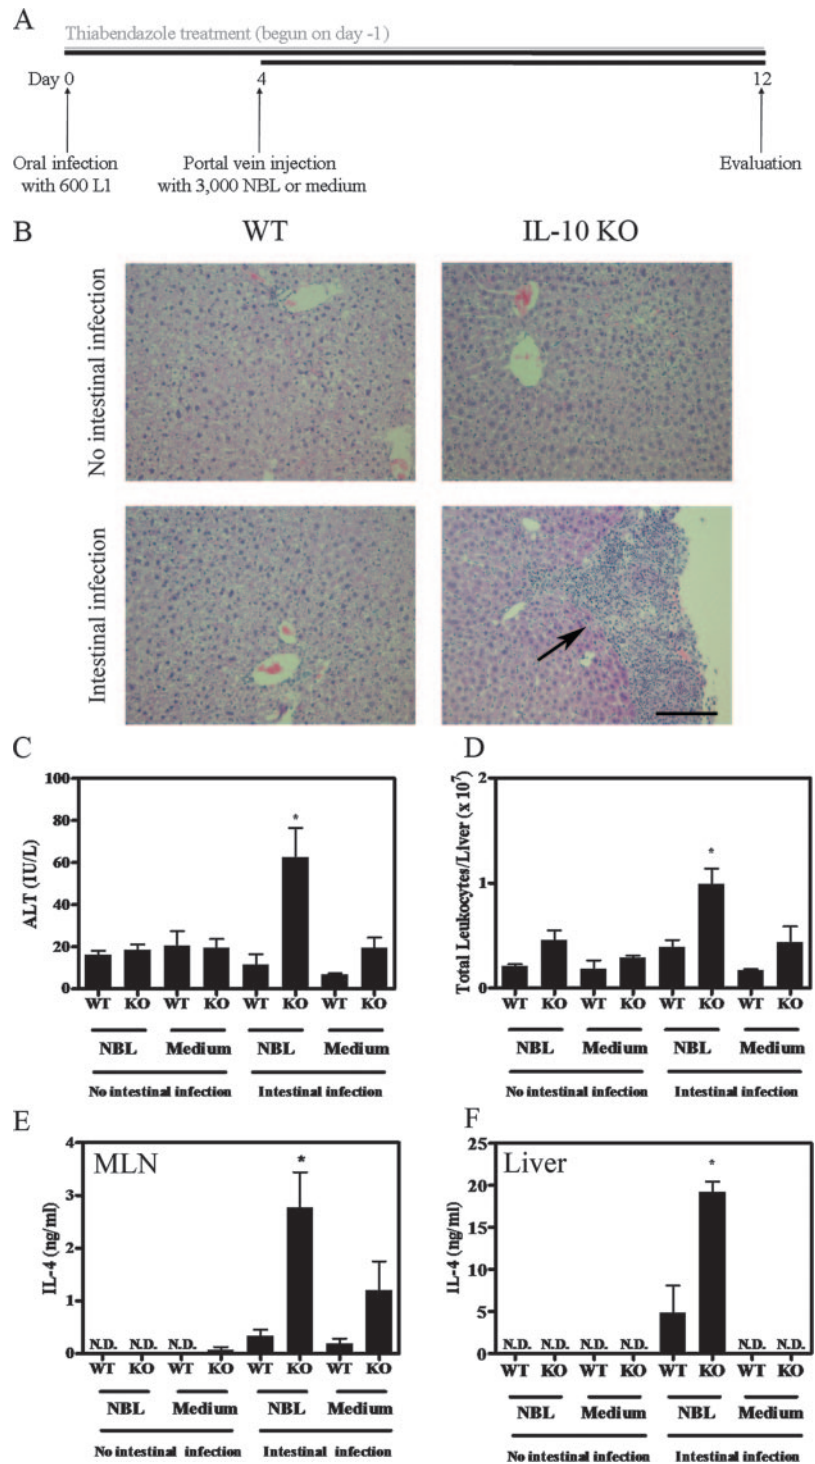 A
Thiabendazole treatment (begun on day -1)
Day 0 4 12
Oral infection with 600 L1
Portal vein injection with 3,000 NBL or medium
Evaluation
B
WT IL-10 KO
No intestinal infection
Intestinal infection
C
ALT (IU/L)
100
80
60
40
20
0
*
WT KO WT KO WT KO WT KO
NBL Medium NBL Medium
No intestinal infection Intestinal infection
D
Total Leukocytes/Liver (x 10^7)
2
1
0
*
WT KO WT KO WT KO WT KO
NBL Medium NBL Medium
No intestinal infection Intestinal infection
E
MLN
IL-4 (ng/ml)
4
3
2
1
0
*
N.D. N.D. N.D.
WT KO WT KO WT KO WT KO
NBL Medium NBL Medium
No intestinal infection Intestinal infection
F
Liver
IL-4 (ng/ml)
25
20
15
10
5
0
*
N.D. N.D. N.D. N.D. N.D. N.D.
WT KO WT KO WT KO WT KO
NBL Medium NBL Medium
No intestinal infection Intestinal infection